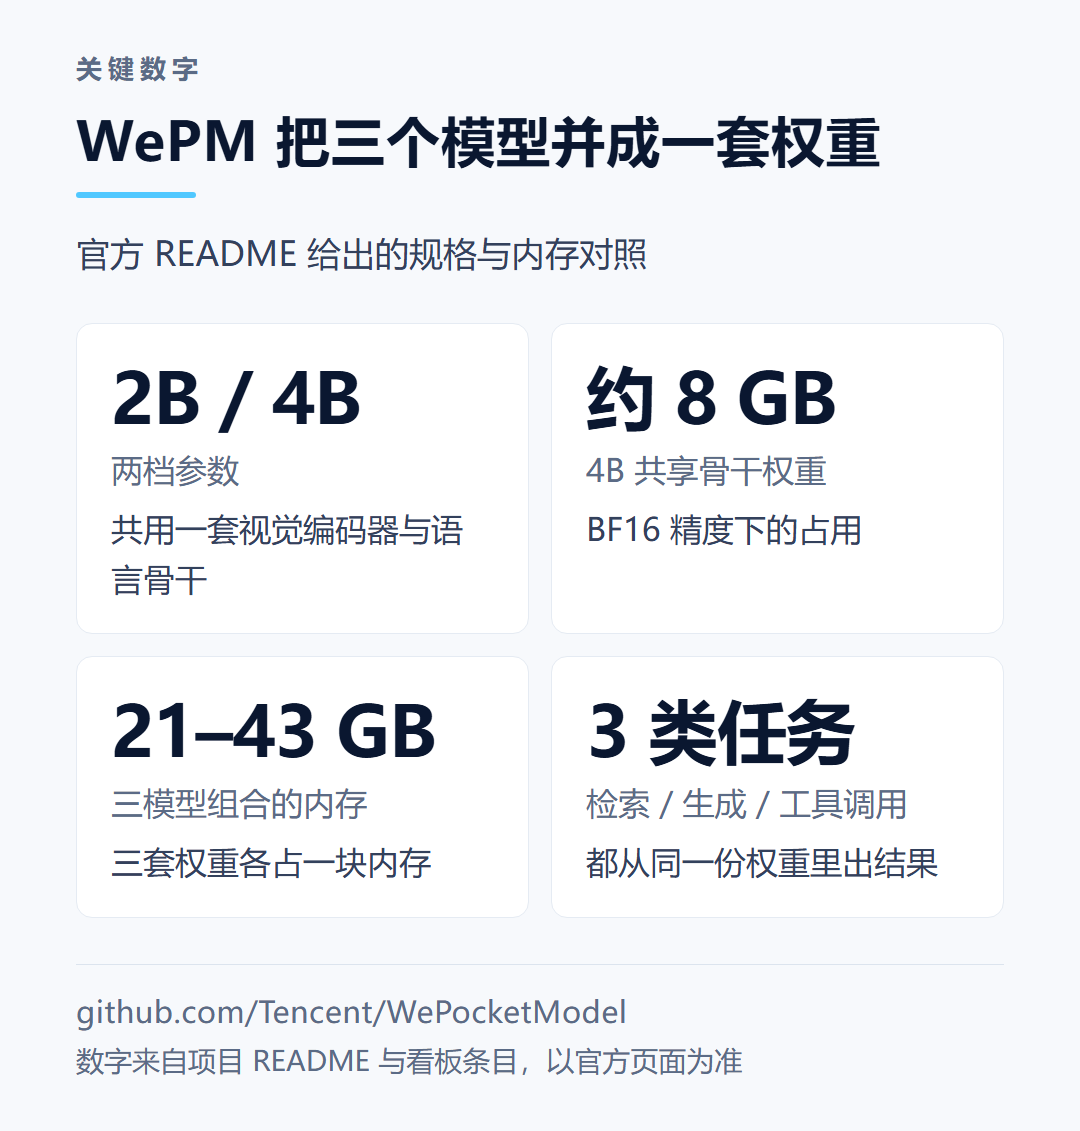 关键数字
WePM 把三个模型并成一套权重
官方 README 给出的规格与内存对照
2B / 4B
两档参数
共用一套视觉编码器与语
言骨干
约 8 GB
4B 共享骨干权重
BF16 精度下的占用
21–43 GB
三模型组合的内存
三套权重各占一块内存
3 类任务
检索 / 生成 / 工具调用
都从同一份权重里出结果
github.com/Tencent/WePocketModel
数字来自项目 README 与看板条目，以官方页面为准